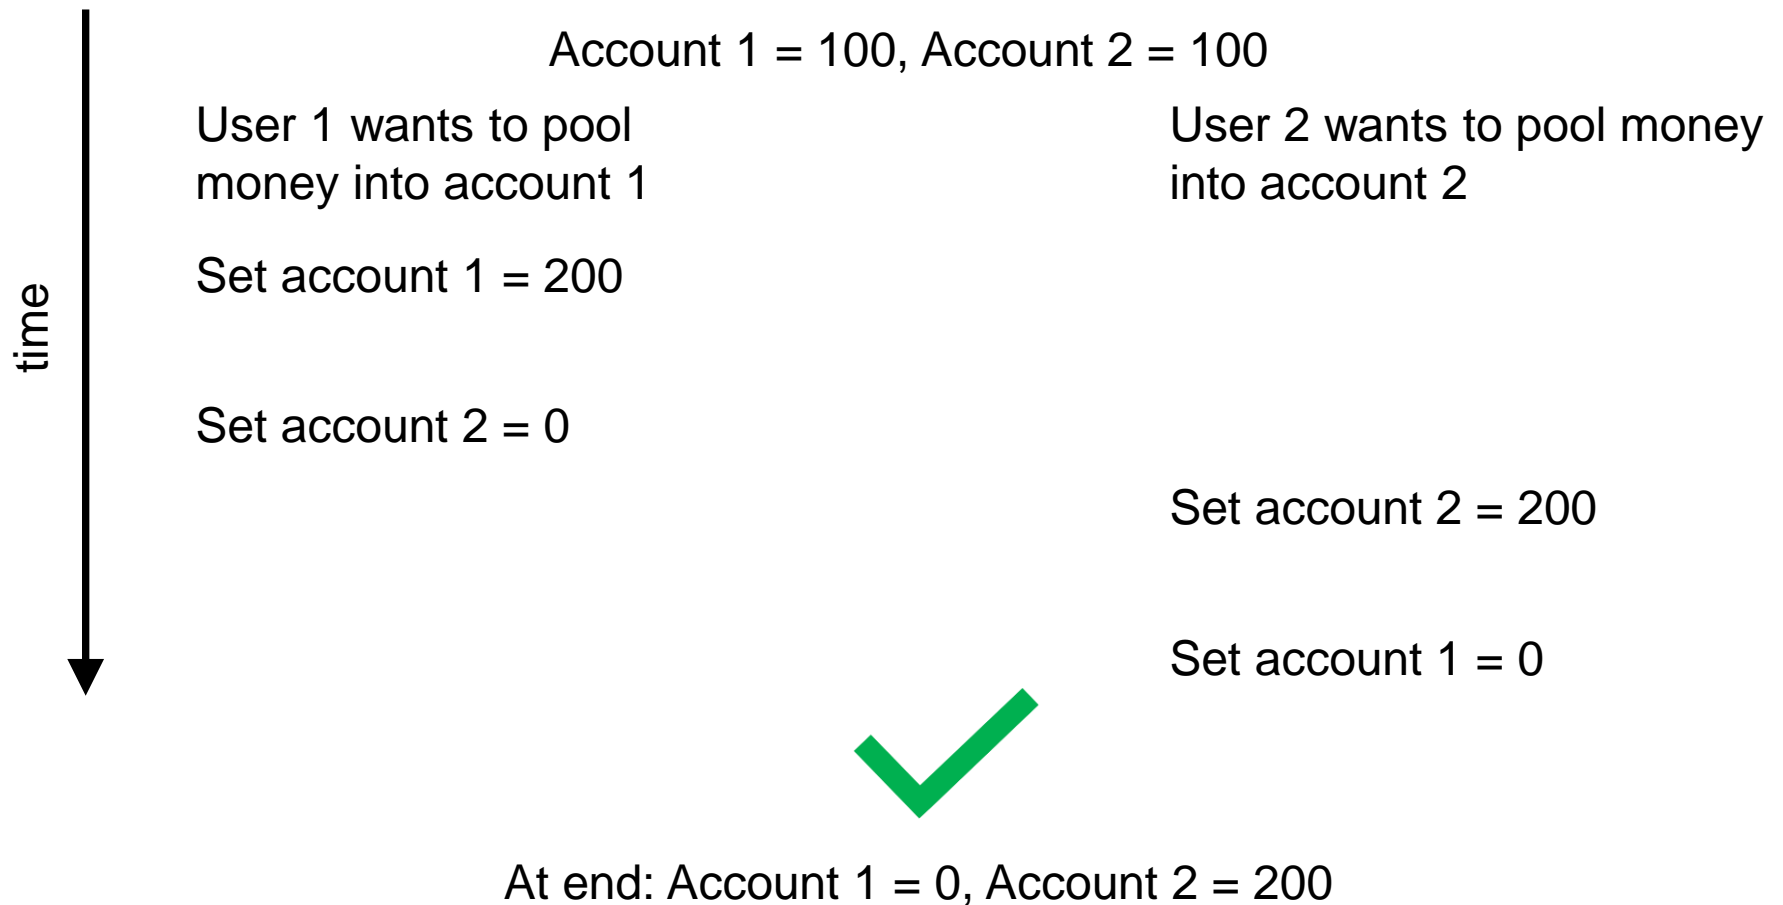 Account 1 = 100, Account 2 = 100
User 1 wants to pool
money into account 1
User 2 wants to pool money
into account 2
Set account 1 = 200
time
Set account 2 = 0
Set account 2 = 200
Set account 1 = 0
At end: Account 1 = 0, Account 2 = 200